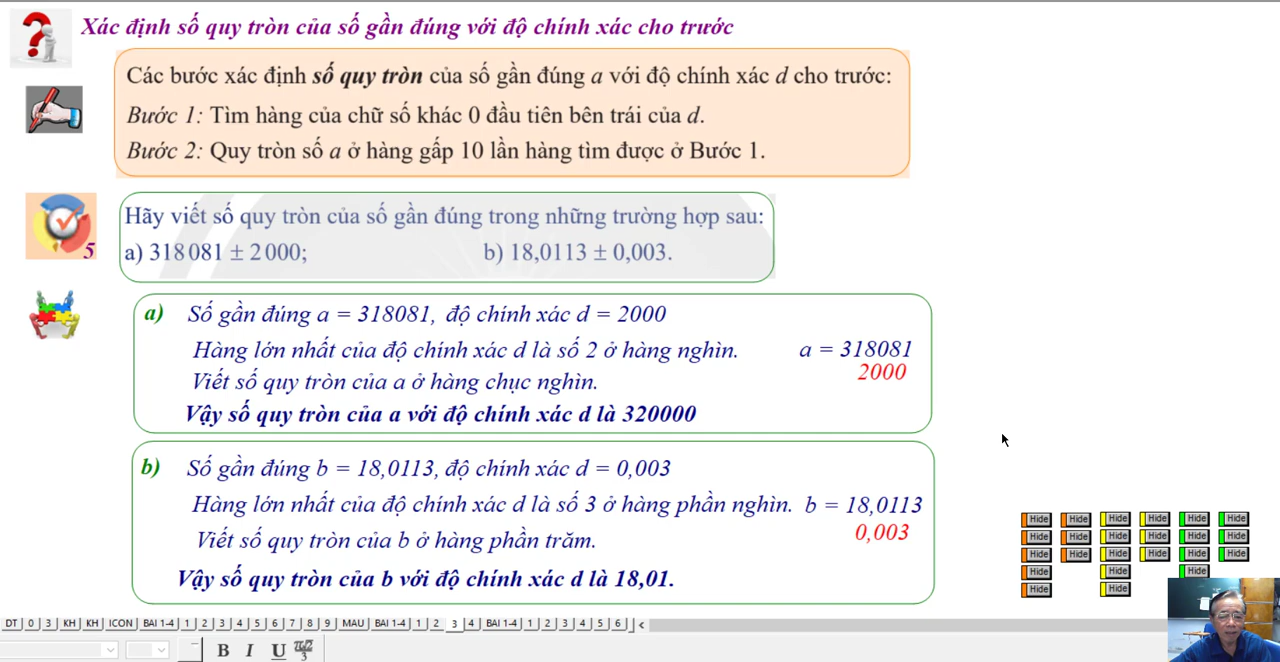 Xác định số quy tròn của số gần đúng với độ chính xác cho trước
Các bước xác định số quy tròn của số gần đúng a với độ chính xác d cho trước:
Bước 1: Tìm hàng của chữ số khác 0 đầu tiên bên trái của d.
Bước 2: Quy tròn số a ở hàng gấp 10 lần hàng tìm được ở Bước 1.
5
Hãy viết số quy tròn của số gần đúng trong những trường hợp sau:
a) 318 081 ± 2 000; b) 18,0113 ± 0,003.
a) Số gần đúng a = 318081, độ chính xác d = 2000
Hàng lớn nhất của độ chính xác d là số 2 ở hàng nghìn. a = 318081
Viết số quy tròn của a ở hàng chục nghìn. 2000
Vậy số quy tròn của a với độ chính xác d là 320000
b) Số gần đúng b = 18,0113, độ chính xác d = 0,003
Hàng lớn nhất của độ chính xác d là số 3 ở hàng phần nghìn. b = 18,0113
Viết số quy tròn của b ở hàng phần trăm. 0,003
Vậy số quy tròn của b với độ chính xác d là 18,01.
Hide Hide Hide Hide Hide Hide
Hide Hide Hide Hide Hide Hide
Hide Hide Hide Hide Hide Hide
Hide Hide Hide
Hide Hide
DT 0 3 KH KH ICON BAI 1-4 1 2 3 4 5 6 7 8 9 MAU BAI 1-4 1 2 3 4 BAI 1-4 1 2 3 4 5 6
B I U